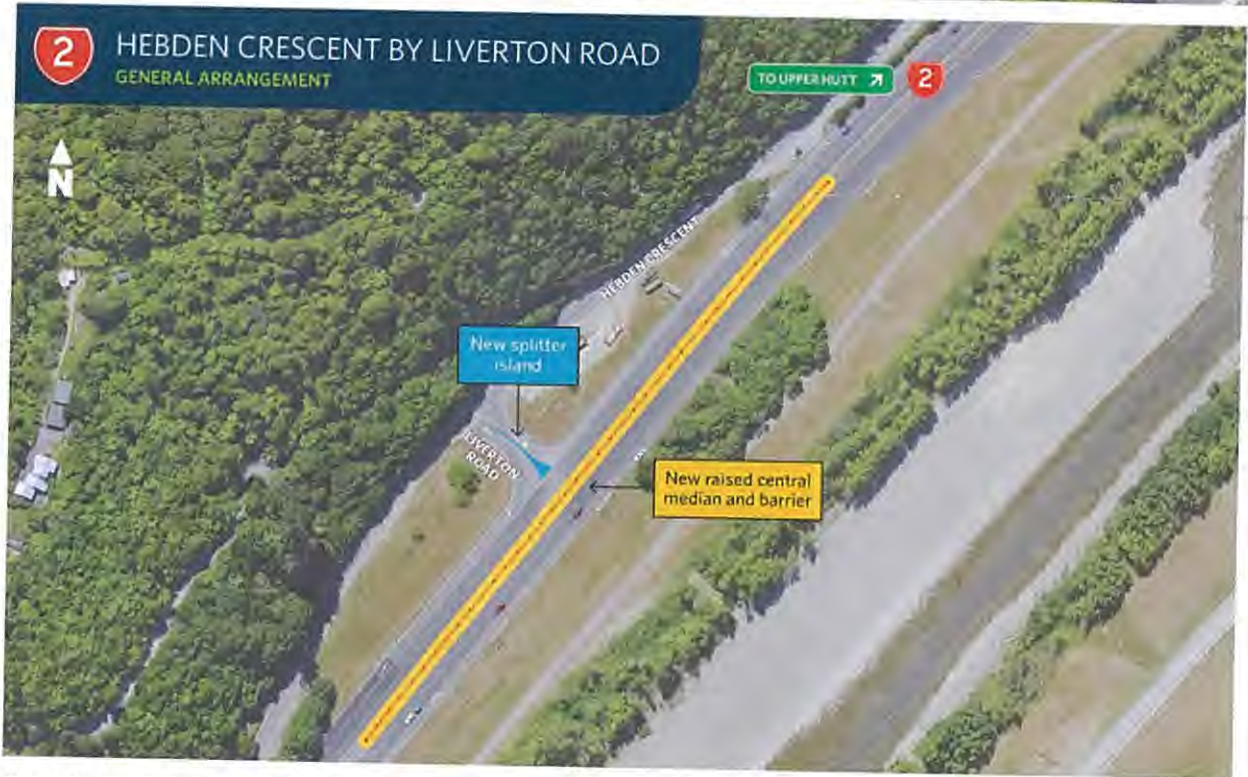 2
HEBDEN CRESCENT BY LIVERTON ROAD
GENERAL ARRANGEMENT
TO UPPER HUTT
2
N
HEBDEN CRESCENT
New splitter
island
LIVERTON
ROAD
New raised central
median and barrier